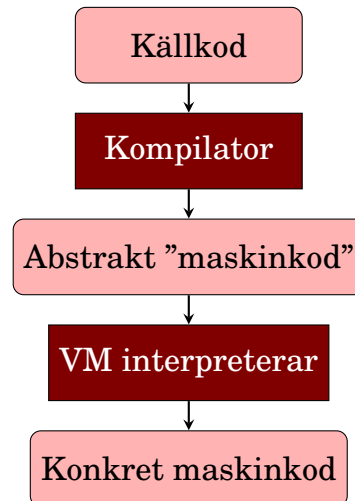 Källkod
Kompilator
Abstrakt ”maskinkod”
VM interpreterar
Konkret maskinkod